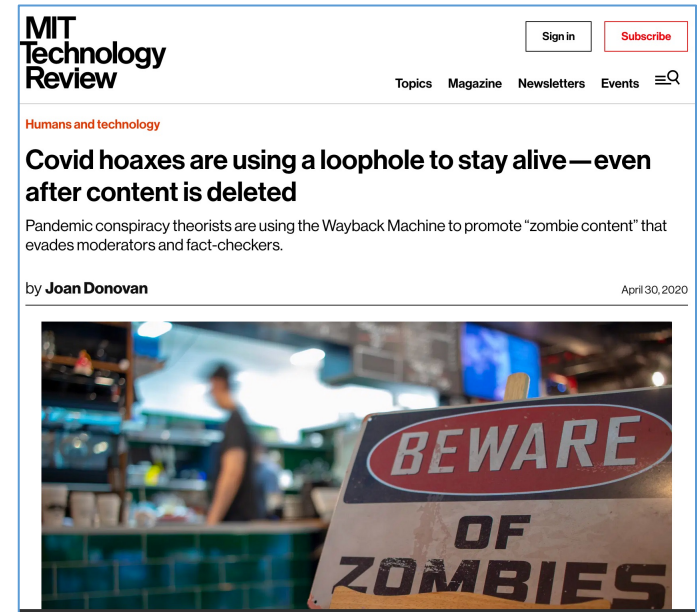 MIT
Technology
Review
Sign in
Subscribe
Topics Magazine Newsletters Events
Humans and technology
Covid hoaxes are using a loophole to stay alive—even
after content is deleted
Pandemic conspiracy theorists are using the Wayback Machine to promote “zombie content” that
evades moderators and fact-checkers.
by Joan Donovan
April 30, 2020
BEWARE
OF
ZOMBIES